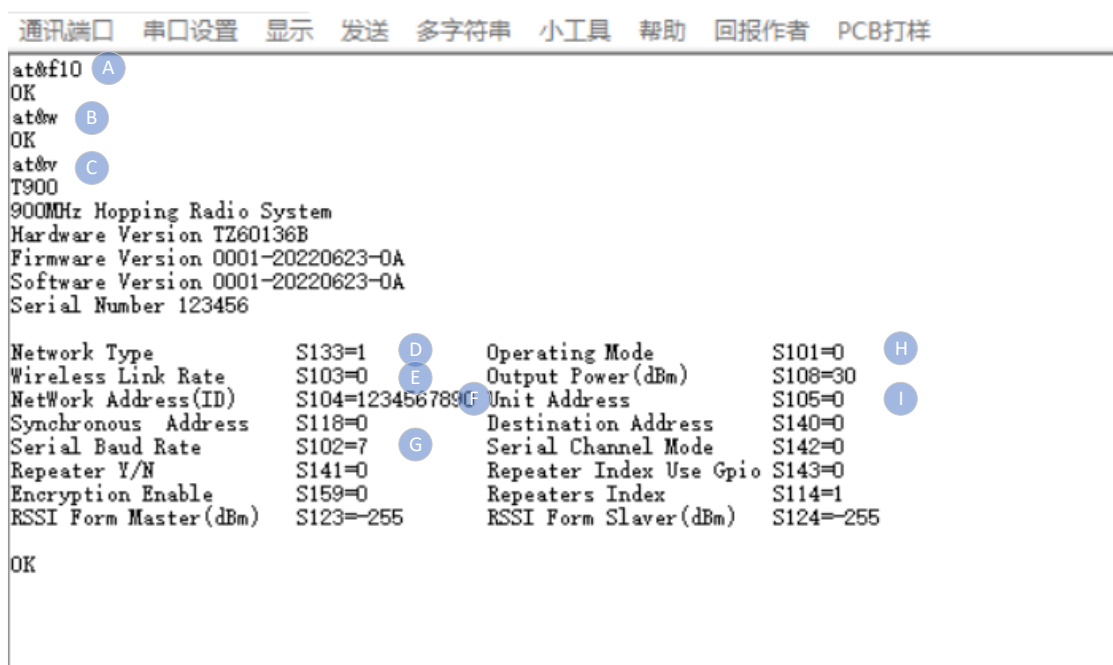 通讯端口 串口设置 显示 发送 多字符串 小工具 帮助 回报作者 PCB打样
at&f10 A
OK
at&w B
OK
at&v C
T900
900MHz Hopping Radio System
Hardware Version TZ60136B
Firmware Version 0001-20220623-0A
Software Version 0001-20220623-0A
Serial Number 123456
Network Type S133=1 D Operating Mode S101=0 H
Wireless Link Rate S103=0 E Output Power(dBm) S108=30
NetWork Address(ID) S104=1234567890 F Unit Address S105=0 I
Synchronous Address S118=0 Destination Address S140=0
Serial Baud Rate S102=7 G Serial Channel Mode S142=0
Repeater Y/N S141=0 Repeater Index Use Gpio S143=0
Encryption Enable S159=0 Repeaters Index S114=1
RSSI Form Master(dBm) S123=-255 RSSI Form Slaver(dBm) S124=-255
OK